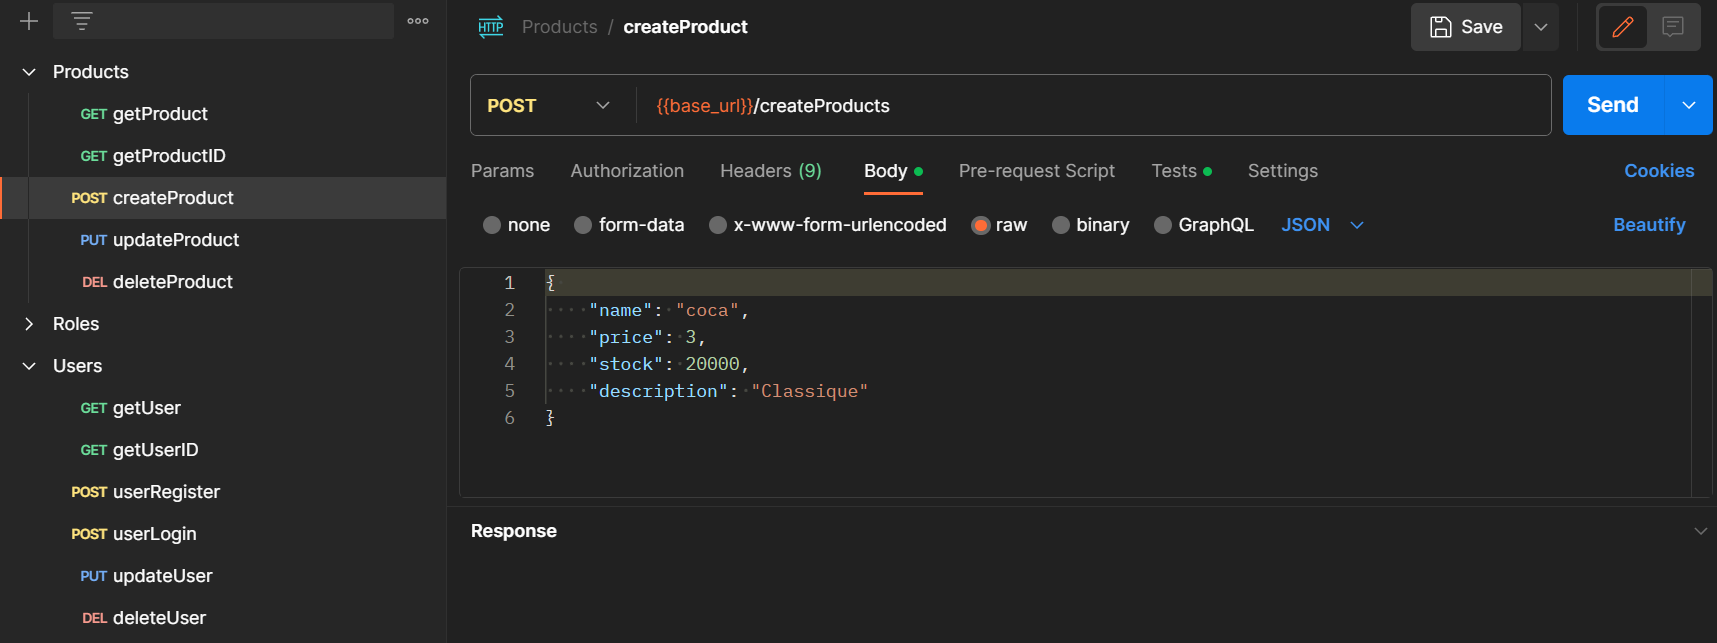 Products
GET getProduct
GET getProductID
POST createProduct
PUT updateProduct
DEL deleteProduct
Roles
Users
GET getUser
GET getUserID
POST userRegister
POST userLogin
PUT updateUser
DEL deleteUser
HTTP Products / createProduct
Save
POST {{base_url}}/createProducts
Send
Params Authorization Headers (9) Body Pre-request Script Tests Settings Cookies
none form-data x-www-form-urlencoded raw binary GraphQL JSON Beautify
1 {
2 "name": "coca",
3 "price": 3,
4 "stock": 20000,
5 "description": "Classique"
6 }
Response